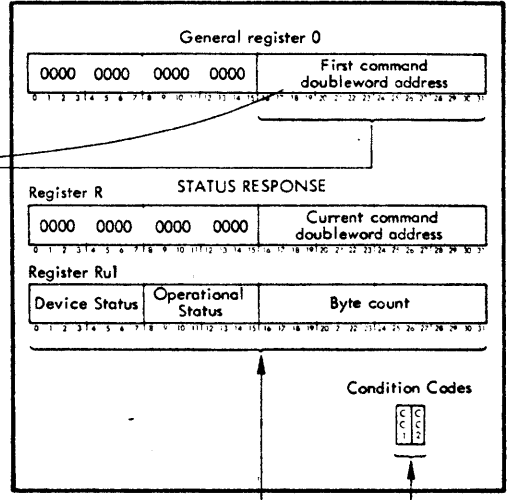 General register 0
0000 0000 0000 0000 First command doubleword address
0 1 2 3 4 5 6 7 8 9 10 11 12 13 14 15 16 17 18 19 20 21 22 23 24 25 26 27 28 29 30 31
STATUS RESPONSE
Register R
0000 0000 0000 0000 Current command doubleword address
0 1 2 3 4 5 6 7 8 9 10 11 12 13 14 15 16 17 18 19 20 21 22 23 24 25 26 27 28 29 30 31
Register Ru1
Device Status Operational Status Byte count
0 1 2 3 4 5 6 7 8 9 10 11 12 13 14 15 16 17 18 19 20 21 22 23 24 25 26 27 28 29 30 31
Condition Codes
C C
C C
1 2